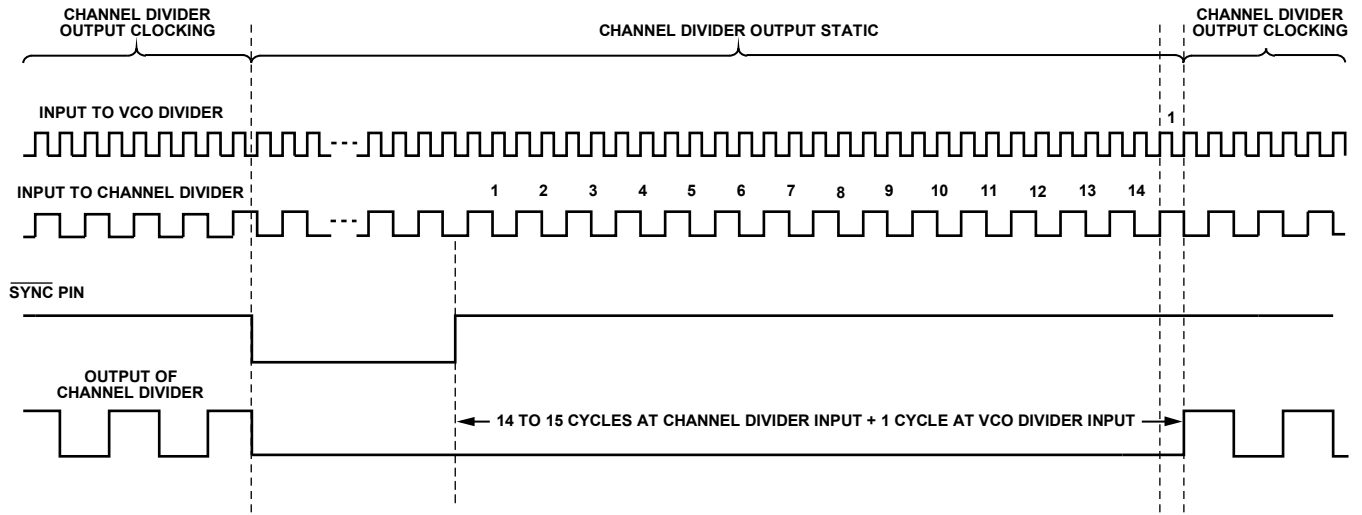 CHANNEL DIVIDER
OUTPUT CLOCKING
CHANNEL DIVIDER OUTPUT STATIC
CHANNEL DIVIDER
OUTPUT CLOCKING
INPUT TO VCO DIVIDER
1
INPUT TO CHANNEL DIVIDER
1 2 3 4 5 6 7 8 9 10 11 12 13 14
SYNC PIN
OUTPUT OF
CHANNEL DIVIDER
14 TO 15 CYCLES AT CHANNEL DIVIDER INPUT + 1 CYCLE AT VCO DIVIDER INPUT